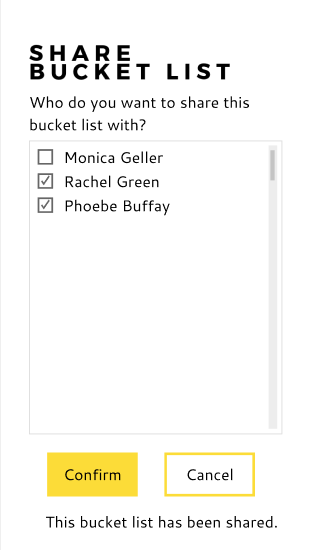 SHARE
BUCKET LIST
Who do you want to share this
bucket list with?
Monica Geller
Rachel Green
Phoebe Buffay
Confirm
Cancel
This bucket list has been shared.